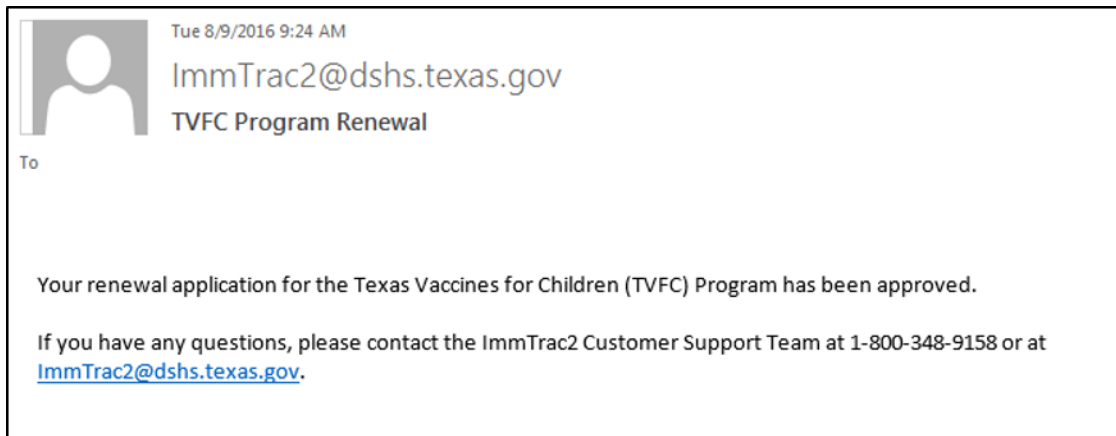 Tue 8/9/2016 9:24 AM
ImmTrac2@dshs.texas.gov
TVFC Program Renewal
To
Your renewal application for the Texas Vaccines for Children (TVFC) Program has been approved.
If you have any questions, please contact the ImmTrac2 Customer Support Team at 1-800-348-9158 or at
ImmTrac2@dshs.texas.gov.